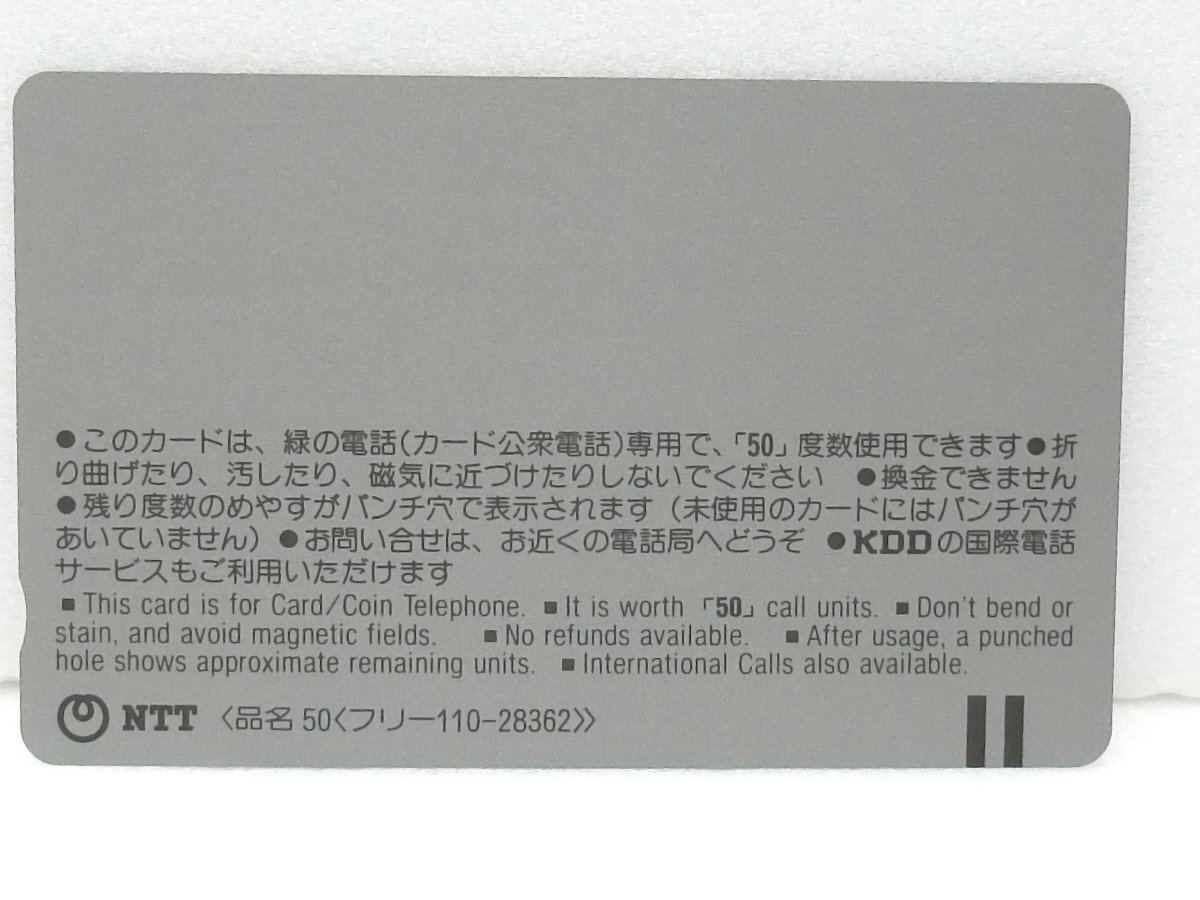 ●このカードは、緑の電話(カード公衆電話)専用で、「50」度数使用できます●折
り曲げたり、汚したり、磁気に近づけたりしないでください ●換金できません
●残り度数のめやすがパンチ穴で表示されます(未使用のカードにはパンチ穴が
あいていません)●お問い合せは、お近くの電話局へどうぞ ●KDDの国際電話
サービスもご利用いただけます
■This card is for Card/Coin Telephone. ■It is worth 「50」 call units. ■Don't bend or
stain, and avoid magnetic fields. ■No refunds available. ■After usage, a punched
hole shows approximate remaining units. ■International Calls also available.
NTT 〈品名 50〈フリー110-28362〉〉